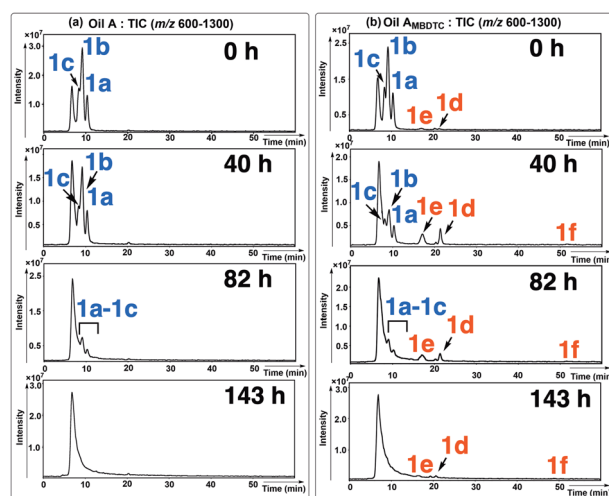 (a) Oil A : TIC (m/z 600-1300)
×10⁷
3.0
2.0
1.0
Intensity
0 h
1b
1c
1a
0 10 20 30 40 50
Time (min)
×10⁷
2.0
1.5
1.0
0.5
Intensity
40 h
1b
1c
1a
0 10 20 30 40 50
Time (min)
×10⁷
2.5
1.5
0.5
Intensity
82 h
1a-1c
0 10 20 30 40 50
Time (min)
×10⁷
3.0
2.0
1.0
Intensity
143 h
0 10 20 30 40 50
Time (min)
(b) Oil A_MBDTC : TIC (m/z 600-1300)
×10⁷
2.5
1.5
0.5
Intensity
0 h
1b
1c
1a
1e 1d
0 10 20 30 40 50
Time (min)
×10⁷
2.0
1.5
1.0
0.5
Intensity
40 h
1b
1c
1a
1e 1d
1f
0 10 20 30 40 50
Time (min)
×10⁷
2.0
1.0
Intensity
82 h
1a-1c
1d
1e
1f
0 10 20 30 40 50
Time (min)
×10⁷
3.0
2.0
1.0
Intensity
143 h
1d
1e
1f
0 10 20 30 40 50
Time (min)